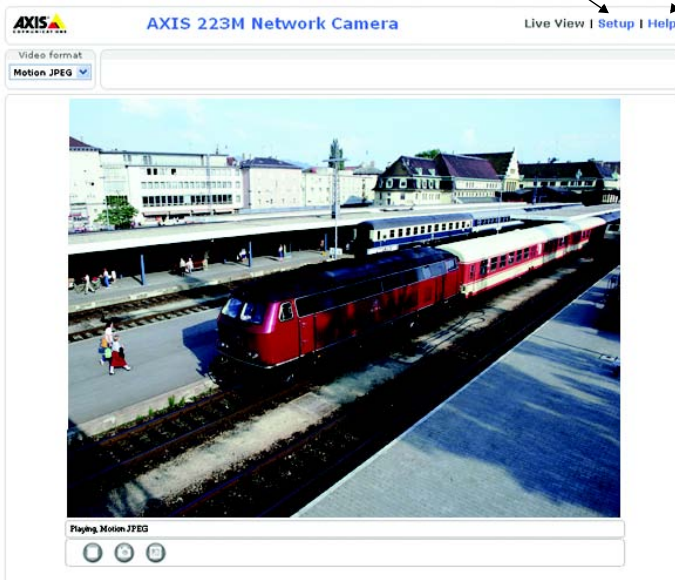 AXIS
COMMUNICATIONS
AXIS 223M Network Camera
Live View | Setup | Help
Video format
Motion JPEG
Playing, Motion JPEG